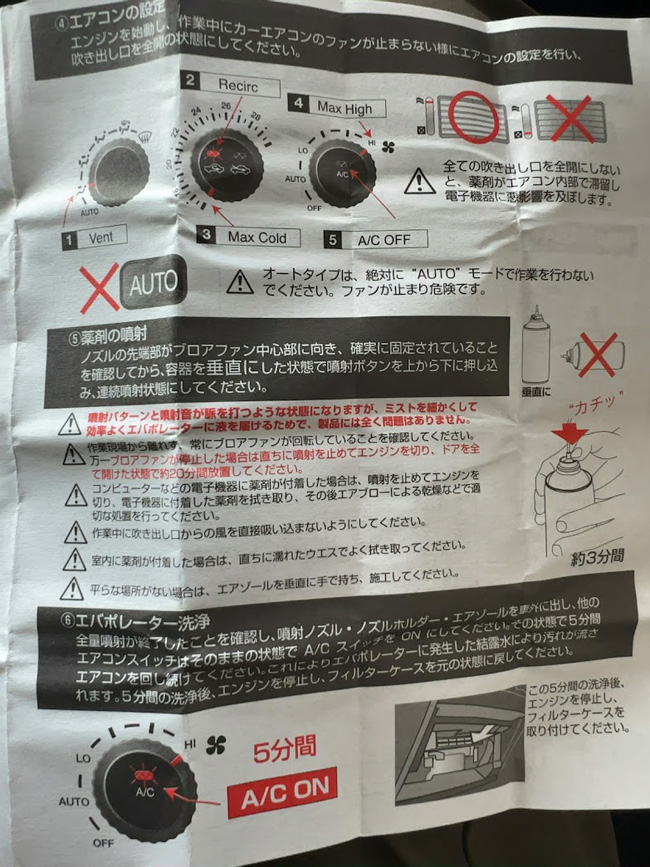 ④エアコンの設定
エンジンを始動し、作業中にカーエアコンのファンが止まらない様にエアコンの設定を行い、
吹き出し口を全開の状態にしてください。
2 Recirc
4 Max High
20 22 24 26 28
LO
HI
AUTO
A/C
OFF
AUTO
1 Vent
3 Max Cold
5 A/C OFF
全ての吹き出し口を全開にしない
と、薬剤がエアコン内部で滞留し
電子機器に悪影響を及ぼします。
AUTO
オートタイプは、絶対に“AUTO”モードで作業を行わない
でください。ファンが止まり危険です。
⑤薬剤の噴射
ノズルの先端部がブロアファン中心部に向き、確実に固定されていること
を確認してから、容器を垂直にした状態で噴射ボタンを上から下に押し込
み、連続噴射状態にしてください。
垂直に
“カチッ”
約3分間
噴射パターンと噴射音が脈を打つような状態になりますが、ミストを細かくして
効率よくエバポレーターに液を届けるためで、製品には全く問題はありません。
作業現場から離れず、常にブロアファンが回転していることを確認してください。
万一ブロアファンが停止した場合は直ちに噴射を止めてエンジンを切り、ドアを全
て開けた状態で約20分間放置してください。
コンピューターなどの電子機器に薬剤が付着した場合は、噴射を止めてエンジンを
切り、電子機器に付着した薬剤を拭き取り、その後エアブローによる乾燥などで適
切な処置を行ってください。
作業中に吹き出し口からの風を直接吸い込まないようにしてください。
室内に薬剤が付着した場合は、直ちに濡れたウエスでよく拭き取ってください。
平らな場所がない場合は、エアゾールを垂直に手で持ち、施工してください。
⑥エバポレーター洗浄
全量噴射が終了したことを確認し、噴射ノズル・ノズルホルダー・エアゾールを車外に出し、他の
エアコンスイッチはそのままの状態で A/C スイッチを ON にしてください。その状態で5分間
エアコンを回し続けてください。これによりエバポレーターに発生した結露水により汚れが流さ
れます。5分間の洗浄後、エンジンを停止し、フィルターケースを元の状態に戻してください。
LO
HI
AUTO
A/C
OFF
5分間
A/C ON
この5分間の洗浄後、
エンジンを停止し、
フィルターケースを
取り付けてください。